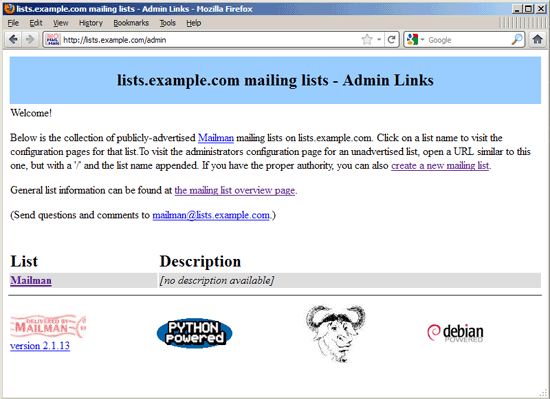 lists.example.com mailing lists - Admin Links - Mozilla Firefox
File Edit View History Bookmarks Tools Help
http://lists.example.com/admin
Google
lists.example.com mailing lists - Admin Links
Welcome!
Below is the collection of publicly-advertised Mailman mailing lists on lists.example.com. Click on a list name to visit the
configuration pages for that list.To visit the administrators configuration page for an unadvertised list, open a URL similar to this
one, but with a '/' and the list name appended. If you have the proper authority, you can also create a new mailing list.
General list information can be found at the mailing list overview page.
(Send questions and comments to mailman@lists.example.com.)
List Description
Mailman [no description available]
DELIVERED BY
MAILMAN
version 2.1.13
PYTHON
Powered
debian
POWERED